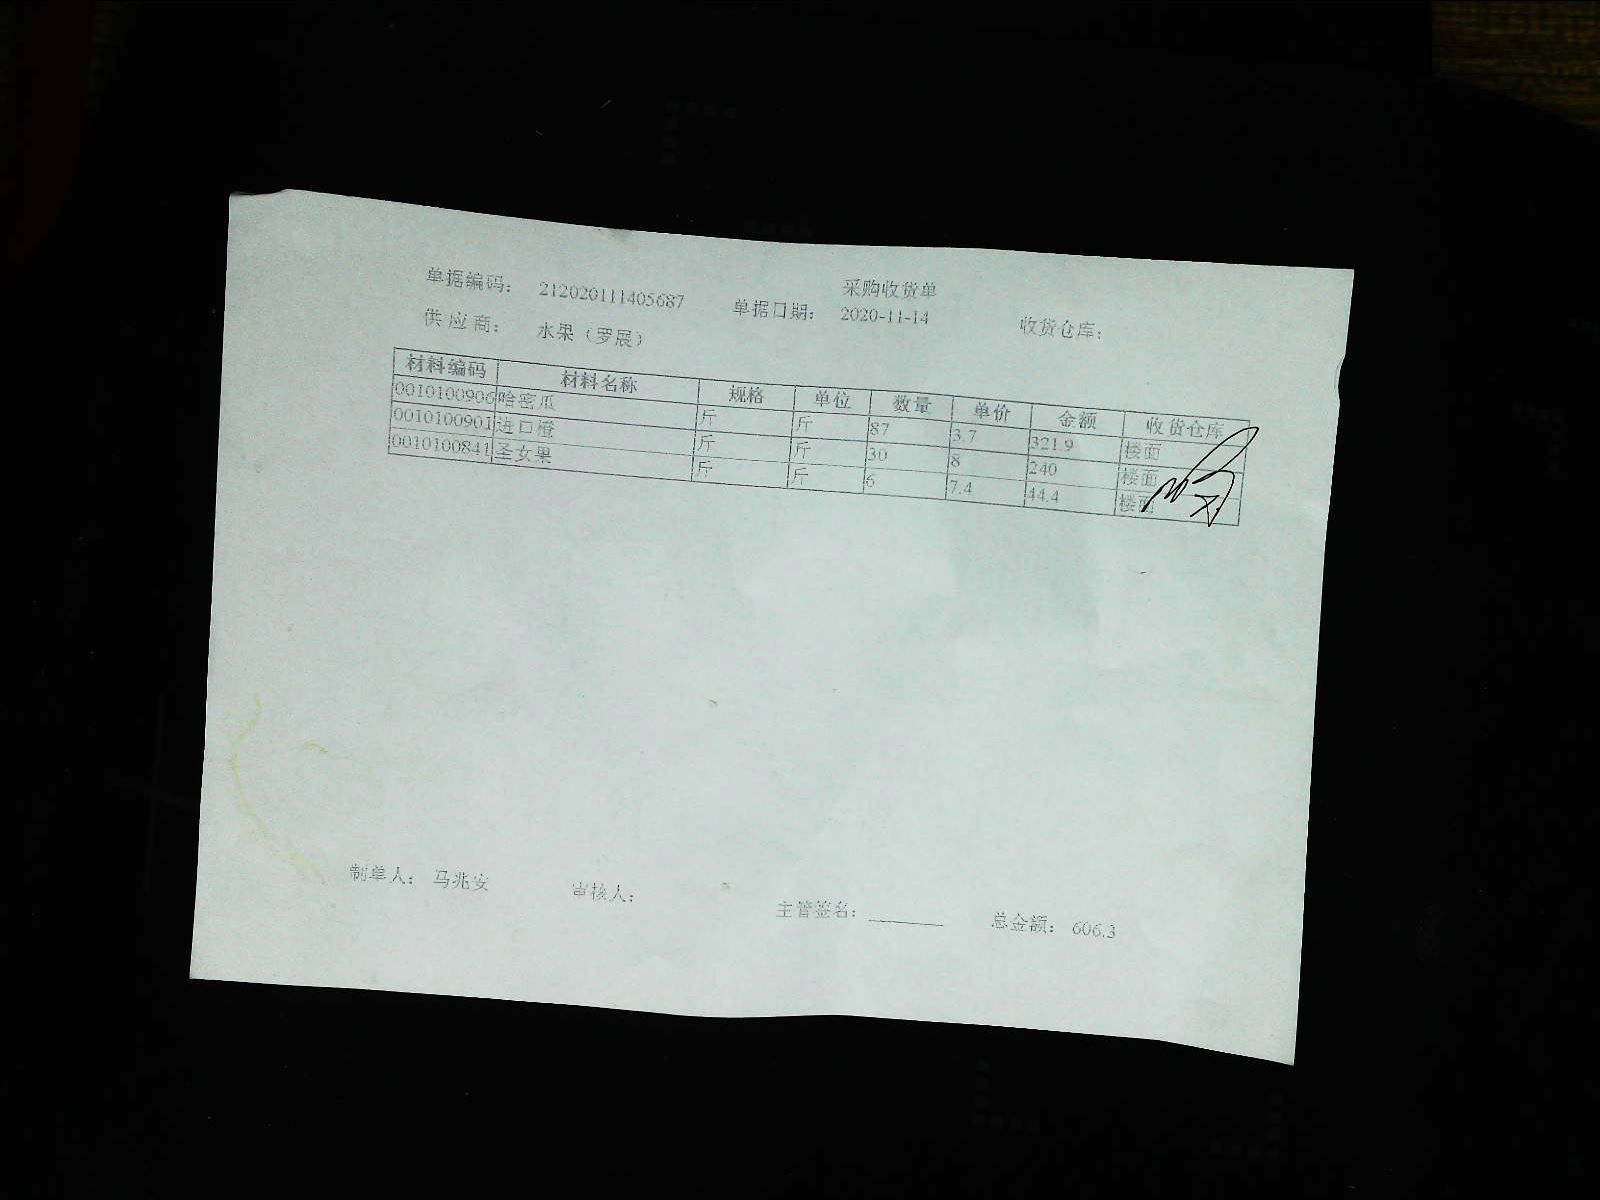 采购收货单
单据编码: 212020111405687 单据日期: 2020-11-14 收货仓库:
供应商: 水果（罗展）
材料编码 材料名称 规格 单位 数量 单价 金额 收货仓库
0010100906 哈密瓜 斤 斤 87 3.7 321.9 楼面
0010100901 进口橙 斤 斤 30 8 240 楼面
0010100841 圣女果 斤 斤 6 7.4 44.4 楼面
制单人: 马兆安 审核人: 主管签名: 总金额: 606.3